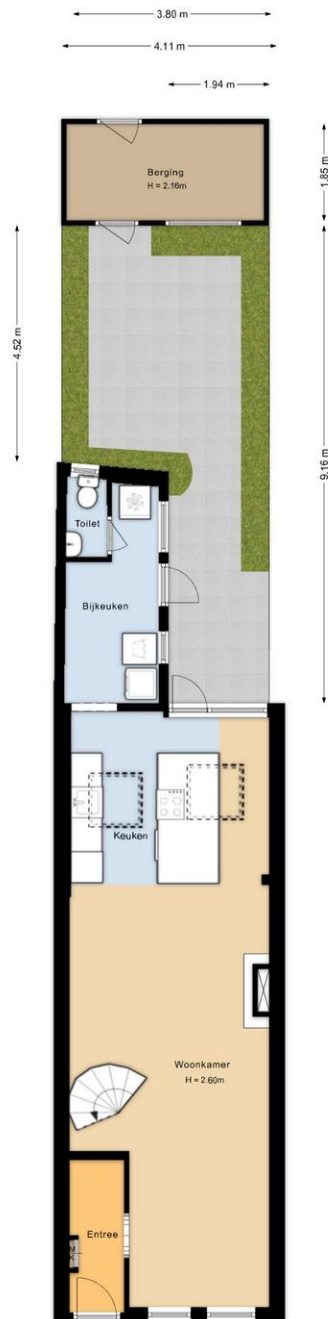 3.80 m
4.11 m
1.94 m
Berging
H = 2.16m
1.85 m
4.52 m
9.16 m
Toilet
Bijkeuken
Keuken
Woonkamer
H = 2.60m
Entree
MK